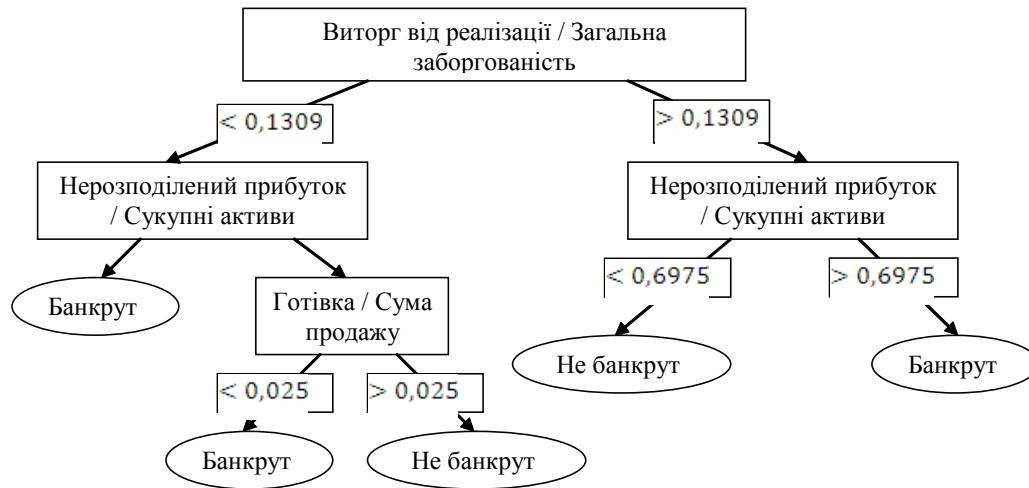 Виторг від реалізації / Загальна
заборгованість
< 0,1309
> 0,1309
Нерозподілений прибуток
/ Сукупні активи
Нерозподілений прибуток
/ Сукупні активи
< 0,6975
> 0,6975
Банкрут
Готівка / Сума
продажу
Не банкрут
Банкрут
< 0,025
> 0,025
Банкрут
Не банкрут